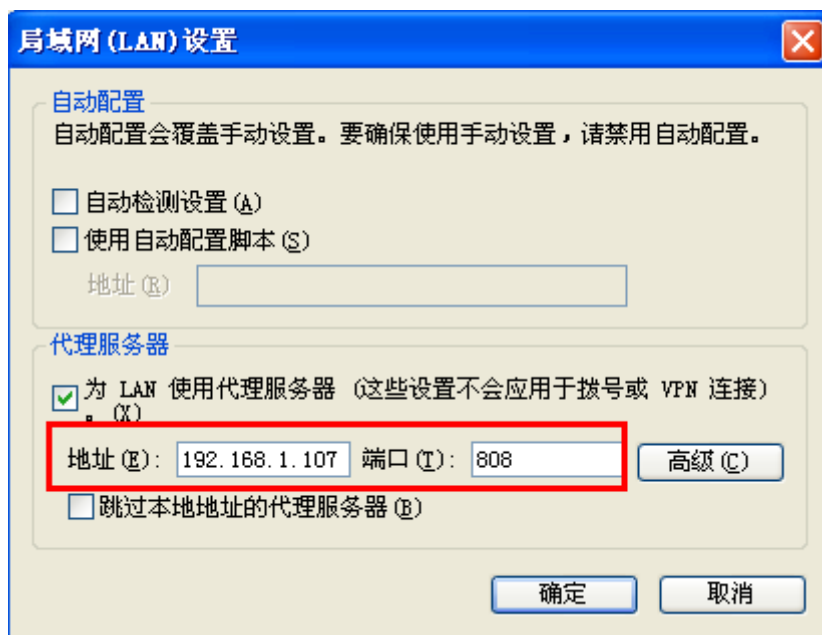 局域网(LAN)设置
自动配置
自动配置会覆盖手动设置。要确保使用手动设置，请禁用自动配置。
自动检测设置(A)
使用自动配置脚本(S)
地址(R)
代理服务器
为 LAN 使用代理服务器 (这些设置不会应用于拨号或 VPN 连接)
。(X)
地址(E): 192.168.1.107 端口(T): 808 高级(C)
跳过本地地址的代理服务器(B)
确定 取消